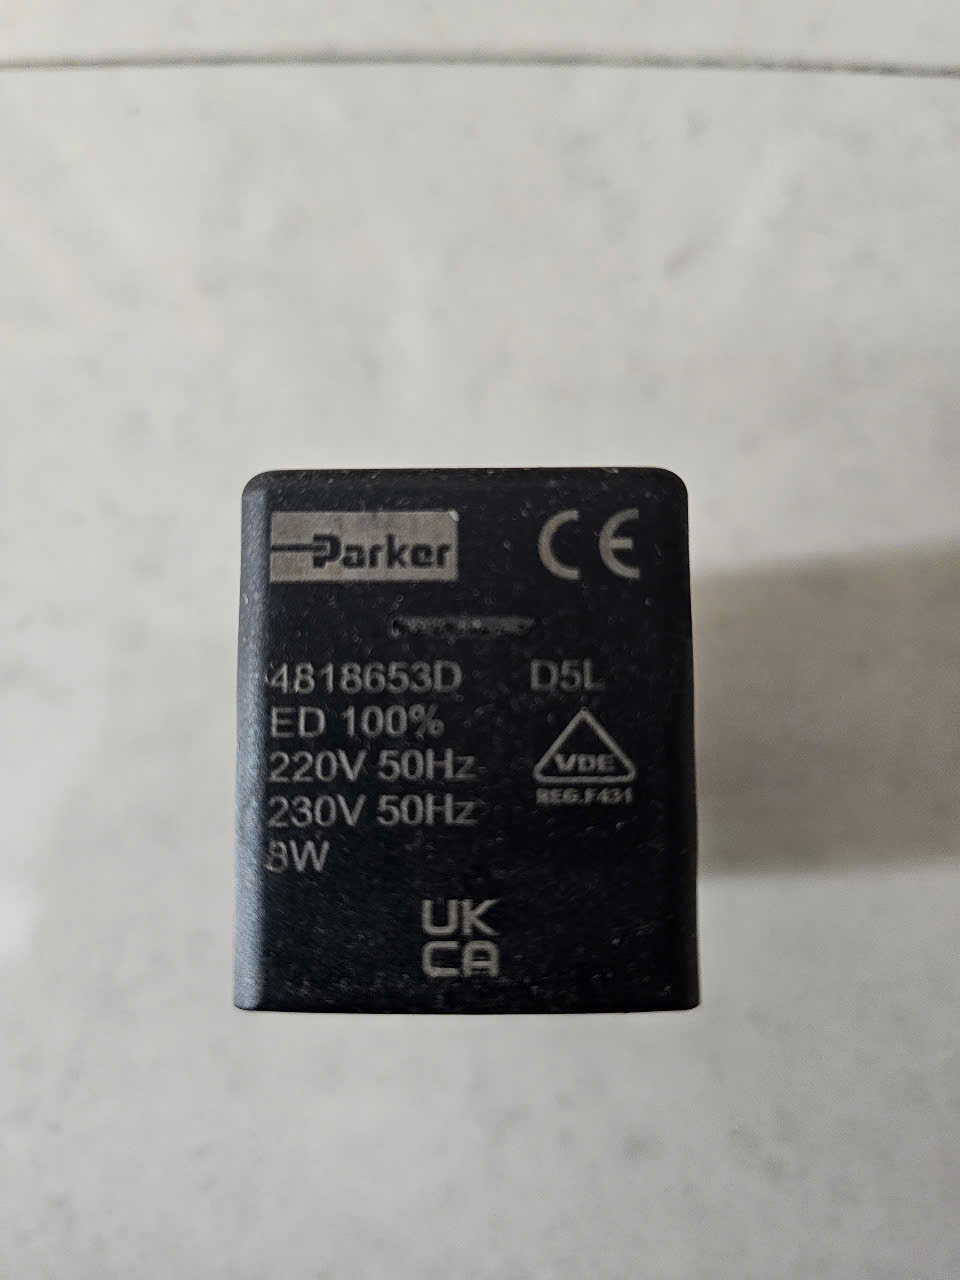 Parker CE
4818653D D5L
ED 100%
220V 50Hz
230V 50Hz
8W
VDE
REG.F431
UK
CA